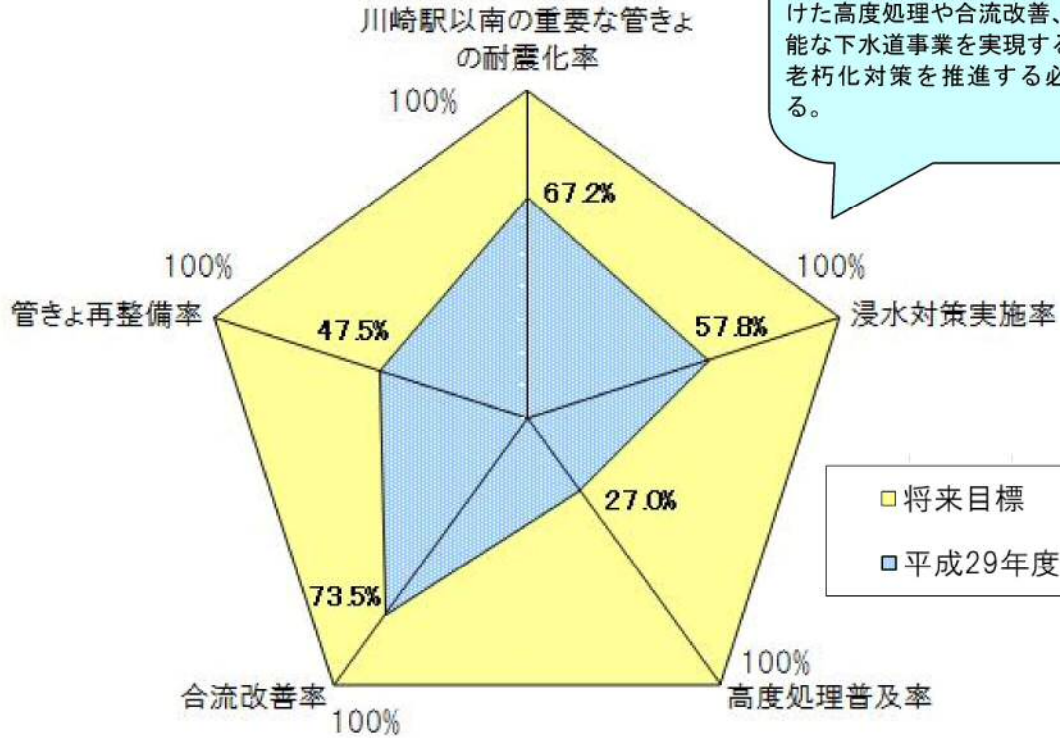 川崎駅以南の重要な管きょ
の耐震化率
けた高度処理や合流改善、
能な下水道事業を実現する
老朽化対策を推進する必
る。
100%
67.2%
100%
管きょ再整備率
47.5%
57.8%
100%
浸水対策実施率
27.0%
将来目標
平成29年度
73.5%
合流改善率
100%
100%
高度処理普及率